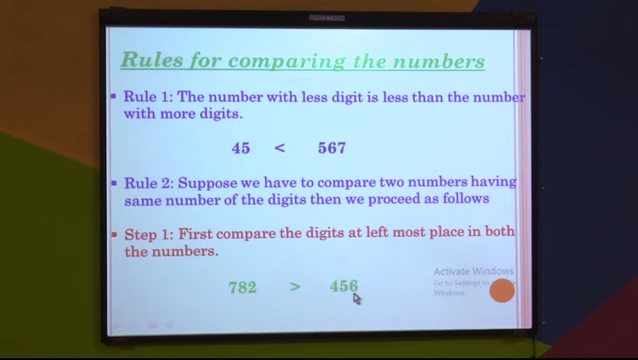 Rules for comparing the numbers
Rule 1: The number with less digit is less than the number
with more digits.
45 < 567
Rule 2: Suppose we have to compare two numbers having
same number of the digits then we proceed as follows
Step 1: First compare the digits at left most place in both
the numbers.
782 > 456
Activate Windows
Go to Settings to
Windows.